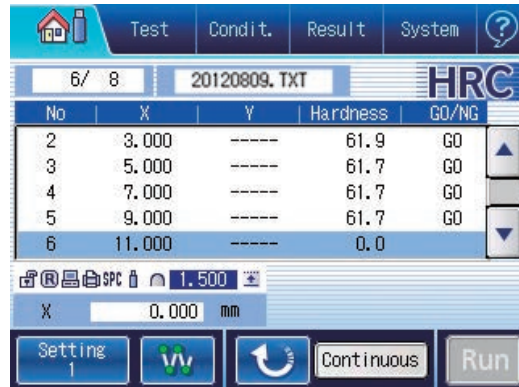 Test Condit. Result System ?
6/ 8 20120809.TXT HRC
No X Y Hardness GO/NG
2 3.000 ----- 61.9 GO
3 5.000 ----- 61.7 GO
4 7.000 ----- 61.7 GO
5 9.000 ----- 61.7 GO
6 11.000 ----- 0.0
R SPC 1.500
X 0.000 mm
Setting
1 Continuous Run